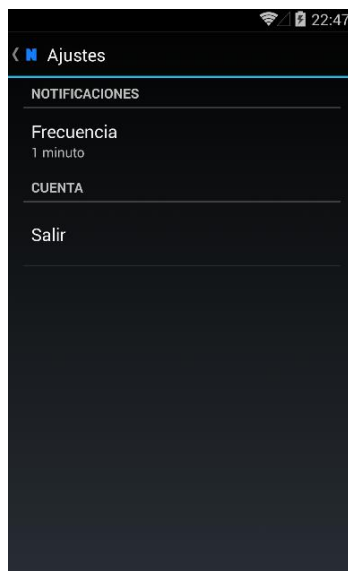 22:47
N Ajustes
NOTIFICACIONES
Frecuencia
1 minuto
CUENTA
Salir